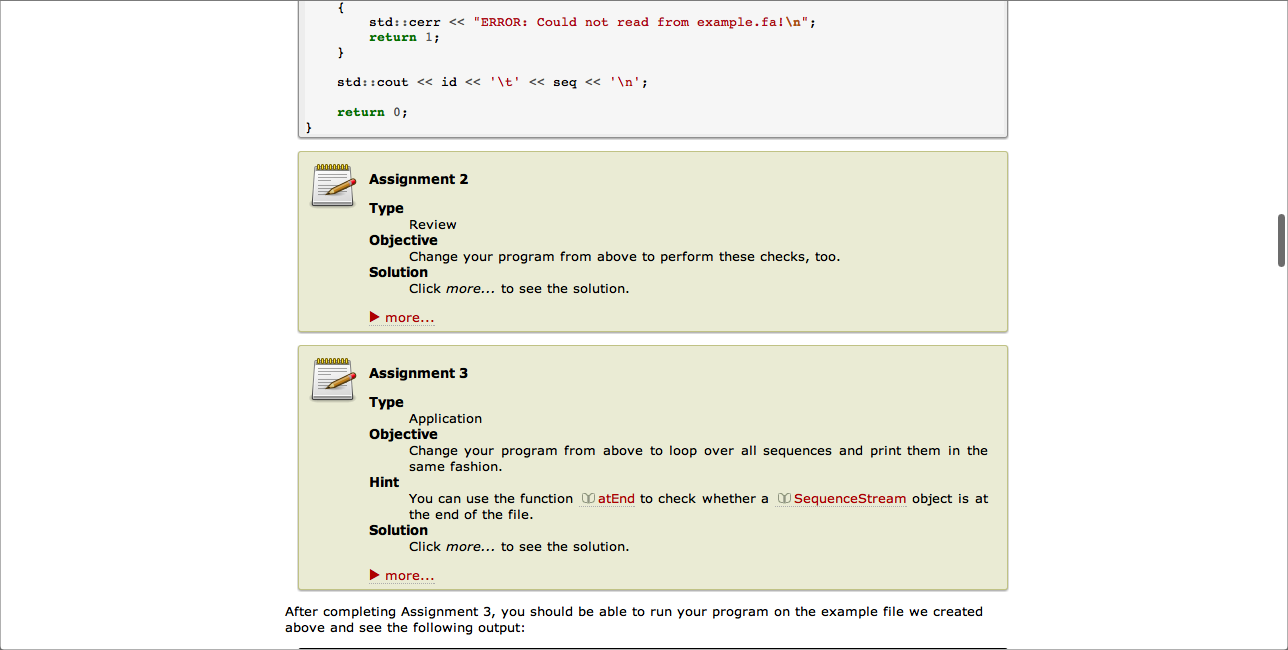 {
std::cerr << "ERROR: Could not read from example.fa!\n";
return 1;
}
std::cout << id << '\t' << seq << '\n';
return 0;
}
Assignment 2
Type
Review
Objective
Change your program from above to perform these checks, too.
Solution
Click more... to see the solution.
more...
Assignment 3
Type
Application
Objective
Change your program from above to loop over all sequences and print them in the
same fashion.
Hint
You can use the function atEnd to check whether a SequenceStream object is at
the end of the file.
Solution
Click more... to see the solution.
more...
After completing Assignment 3, you should be able to run your program on the example file we created
above and see the following output: